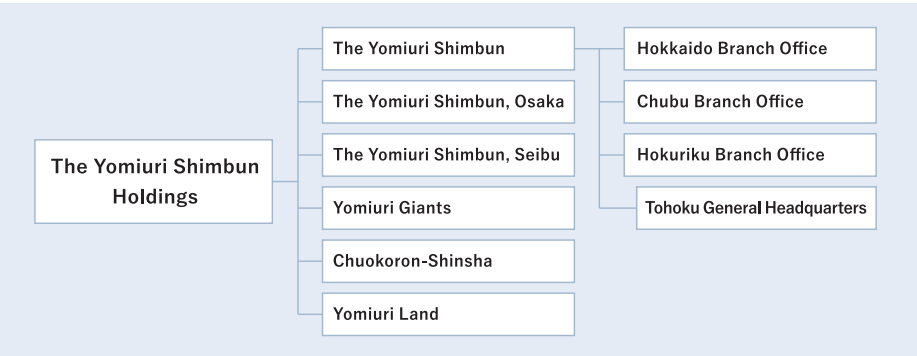 The Yomiuri Shimbun
Holdings
The Yomiuri Shimbun
The Yomiuri Shimbun, Osaka
The Yomiuri Shimbun, Seibu
Yomiuri Giants
Chuokoron-Shinsha
Yomiuri Land
Hokkaido Branch Office
Chubu Branch Office
Hokuriku Branch Office
Tohoku General Headquarters